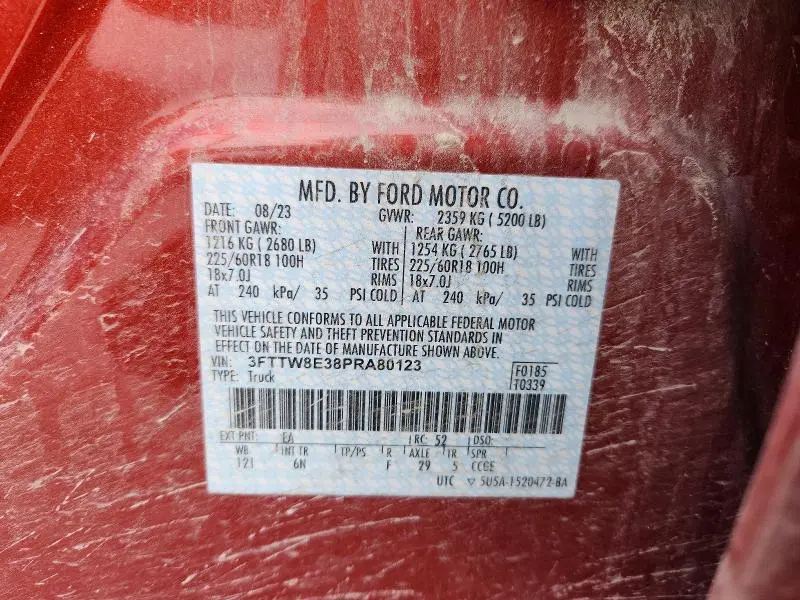 MFD. BY FORD MOTOR CO.
DATE: 08/23 GVWR: 2359 KG ( 5200 LB)
FRONT GAWR: REAR GAWR:
1216 KG ( 2680 LB) WITH 1254 KG ( 2765 LB) WITH
225/60R18 100H TIRES 225/60R18 100H TIRES
18x7.0J RIMS 18x7.0J RIMS
AT 240 kPa/ 35 PSI COLD AT 240 kPa/ 35 PSI COLD
THIS VEHICLE CONFORMS TO ALL APPLICABLE FEDERAL MOTOR
VEHICLE SAFETY AND THEFT PREVENTION STANDARDS IN
EFFECT ON THE DATE OF MANUFACTURE SHOWN ABOVE.
VIN: 3FTTW8E38PRA80123 F0185
TYPE: Truck T0339
EXT PNT: EA RC: 52 DSO:
WB INT TR TP/PS R AXLE TR SPR
121 6N F 29 5 CCGE
UTC ▽ 5U5A-1520472-BA